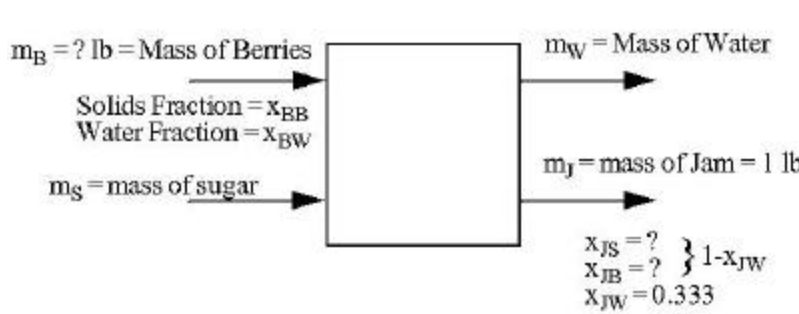 m_B = ? lb = Mass of Berries
Solids Fraction = x_BB
Water Fraction = x_BW
m_S = mass of sugar
m_W = Mass of Water
m_J = mass of Jam = 1 lb
x_JS = ?
x_JB = ? } 1-x_JW
x_JW = 0.333